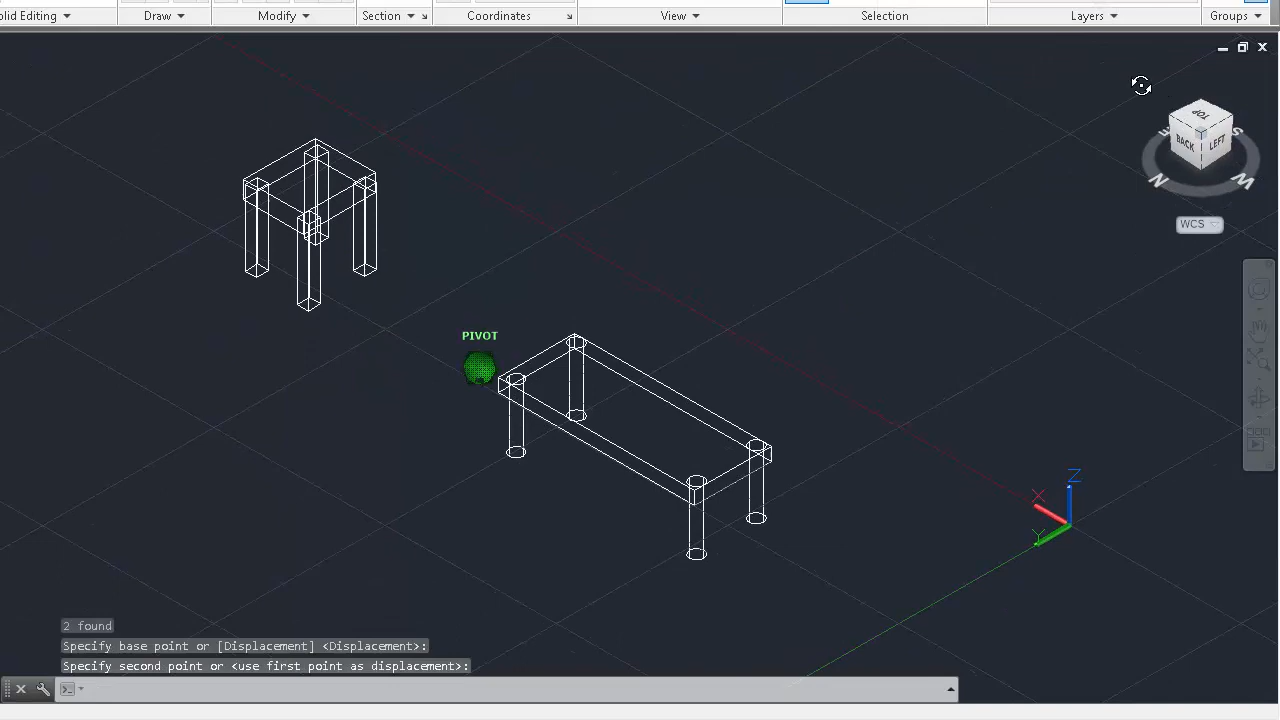 olid Editing
Draw
Modify
Section
Coordinates
View
Selection
Layers
Groups
TOP
BACK
LEFT
S
N
WCS
PIVOT
Z
X
Y
2 found
Specify base point or [Displacement] <Displacement>:
Specify second point or <use first point as displacement>: